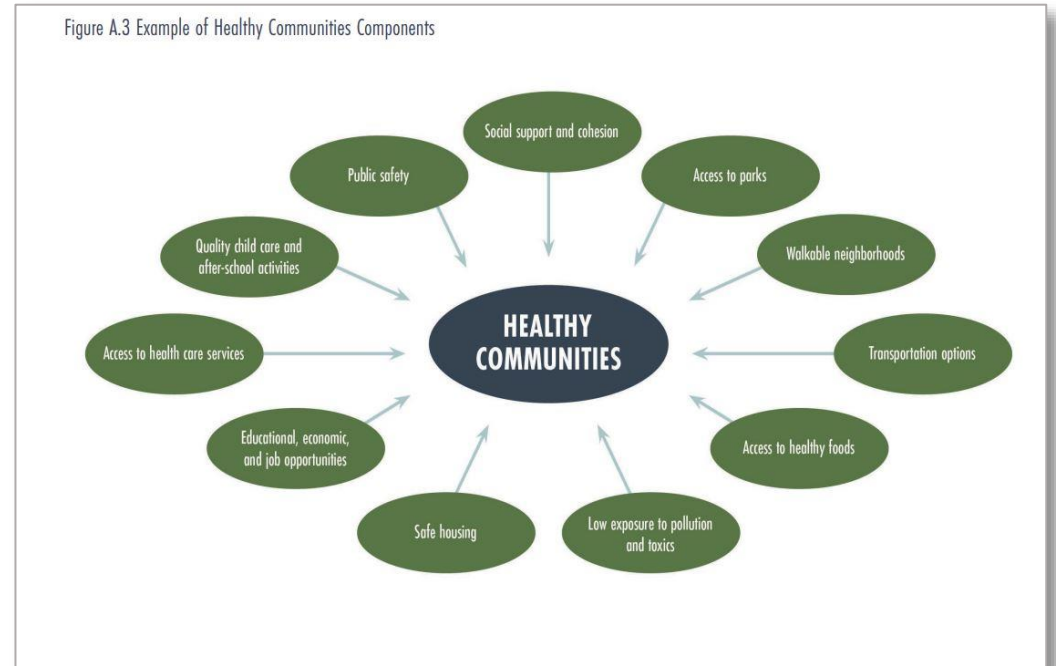 Figure A.3 Example of Healthy Communities Components
Social support and cohesion
Public safety
Access to parks
Quality child care and
after-school activities
Walkable neighborhoods
HEALTHY
COMMUNITIES
Access to health care services
Transportation options
Educational, economic,
and job opportunities
Access to healthy foods
Safe housing
Low exposure to pollution
and toxics